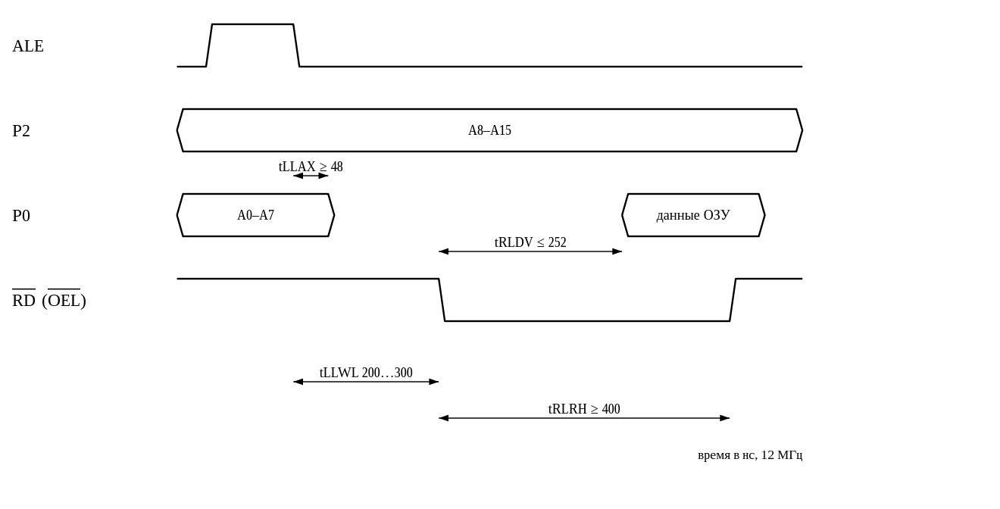 ALE
P2
A8–A15
tLLAX ≥ 48
P0
A0–A7
данные ОЗУ
tRLDV ≤ 252
RD (OEL)
tLLWL 200…300
tRLRH ≥ 400
время в нс, 12 МГц